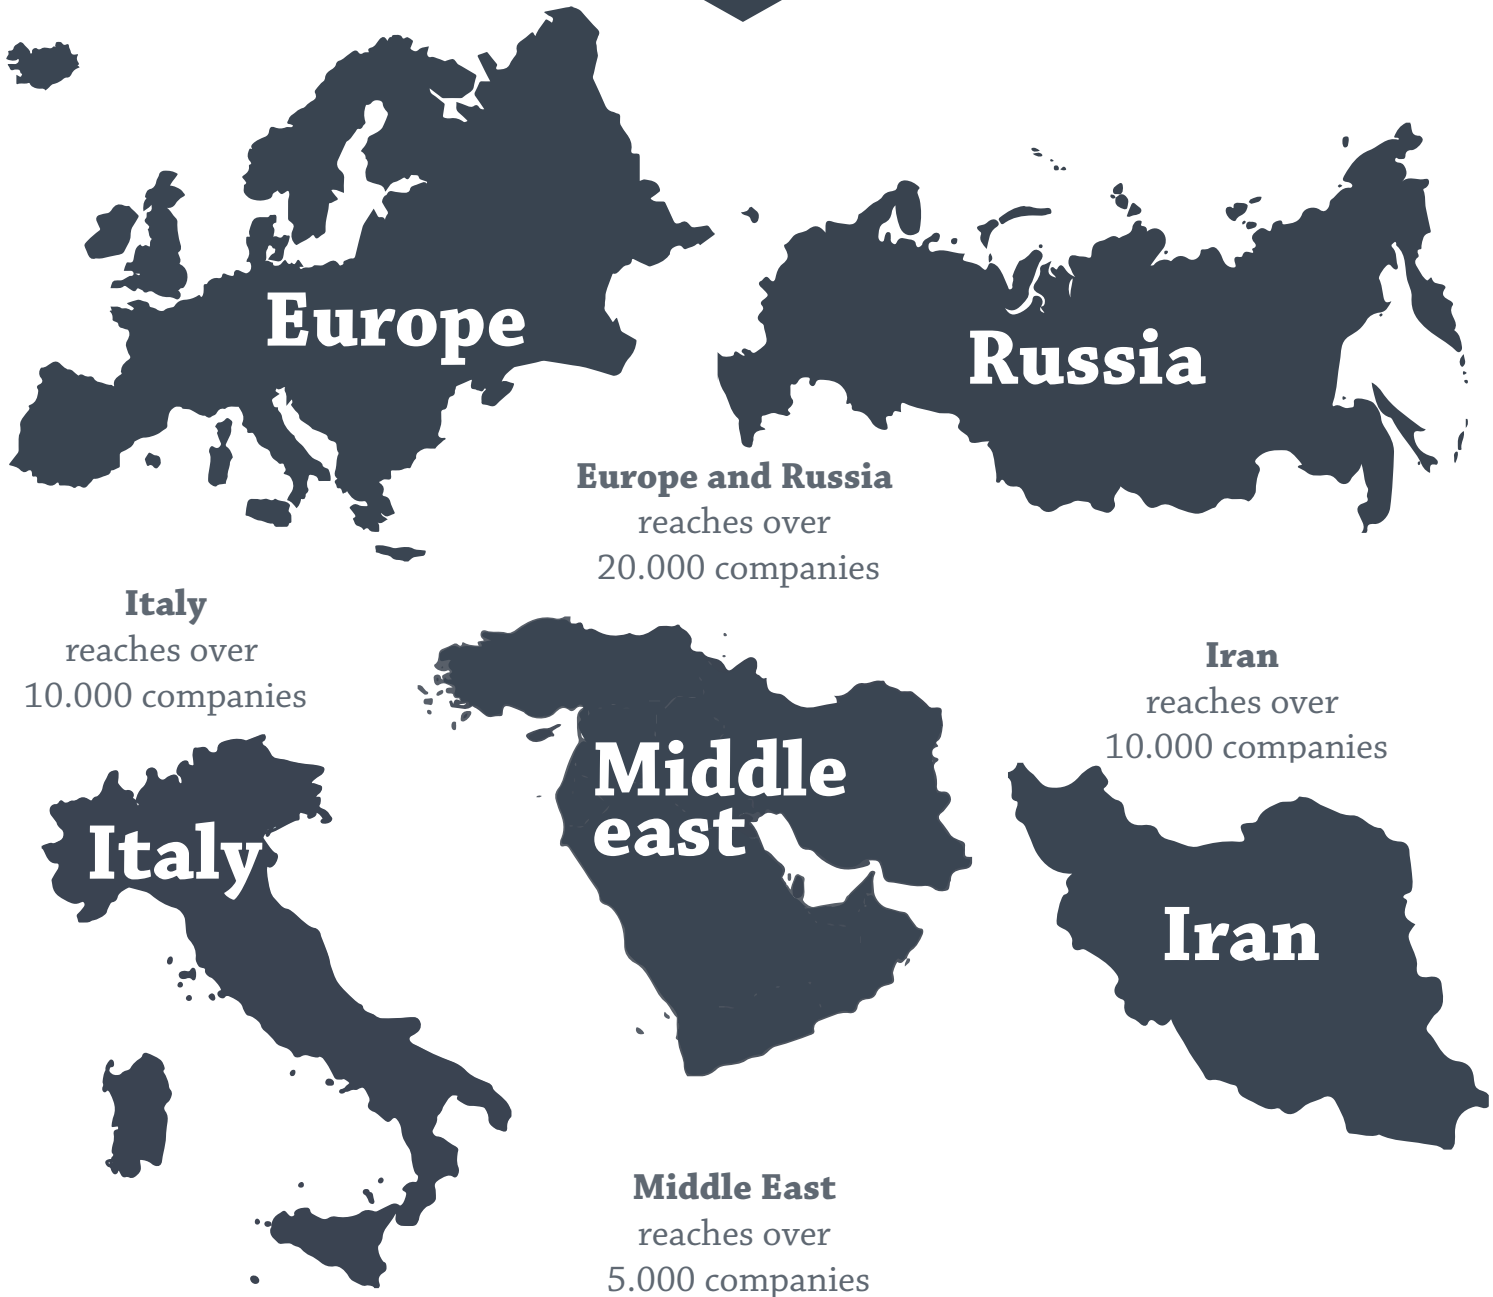 Europe
Russia
Europe and Russia
reaches over
20.000 companies
Italy
reaches over
10.000 companies
Iran
reaches over
10.000 companies
Middle
east
Italy
Iran
Middle East
reaches over
5.000 companies